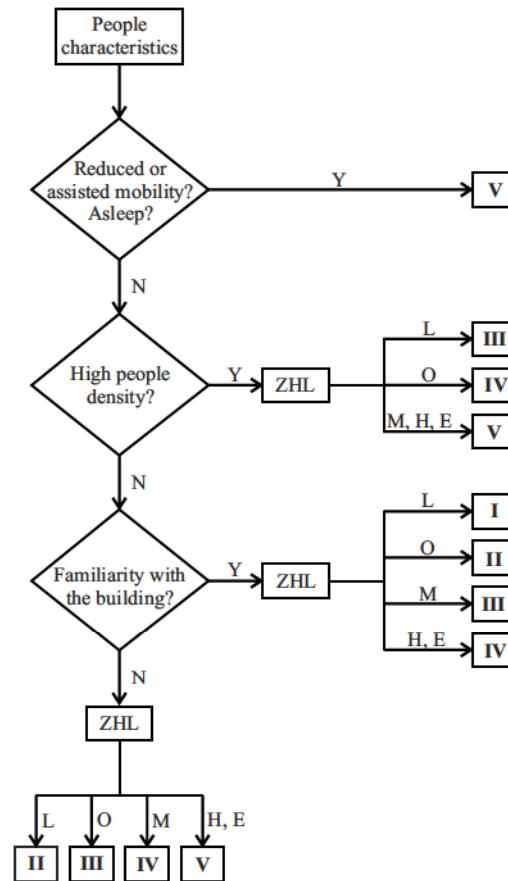 People
characteristics
Reduced or
assisted mobility?
Asleep?
Y
V
N
High people
density?
Y
ZHL
L
III
O
IV
M, H, E
V
N
Familiarity with
the building?
Y
ZHL
L
I
O
II
M
III
H, E
IV
N
ZHL
L
O
M
H, E
II
III
IV
V